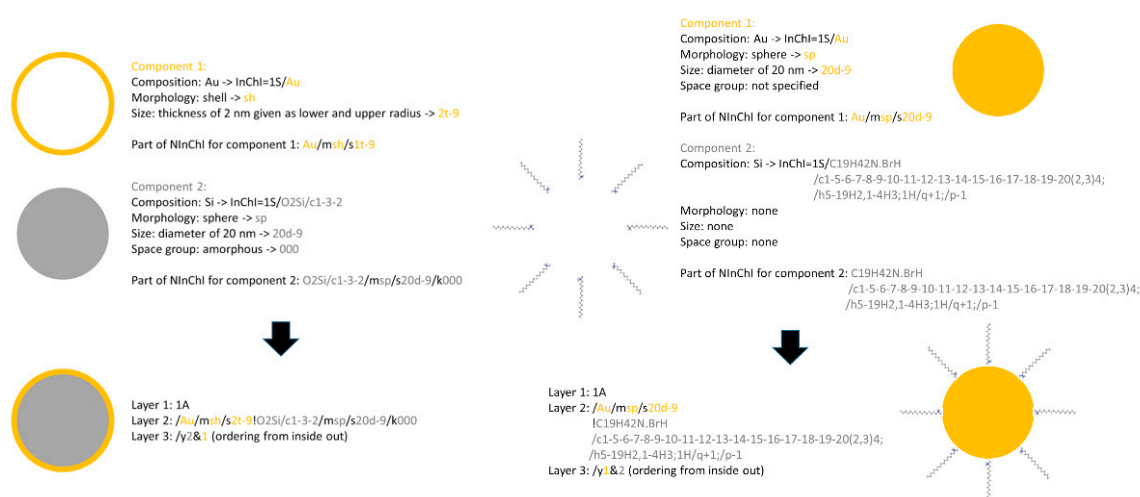 Component 1:
Composition: Au -> InChI=1S/Au
Morphology: shell -> sh
Size: thickness of 2 nm given as lower and upper radius -> 2t-9
Part of NInChI for component 1: Au/msh/s1t-9
Component 2:
Composition: Si -> InChI=1S/O2Si/c1-3-2
Morphology: sphere -> sp
Size: diameter of 20 nm -> 20d-9
Space group: amorphous -> 000
Part of NInChI for component 2: O2Si/c1-3-2/msp/s20d-9/k000
Layer 1: 1A
Layer 2: /Au/msh/s2t-9!O2Si/c1-3-2/msp/s20d-9/k000
Layer 3: /y2&1 (ordering from inside out)
Component 1:
Composition: Au -> InChI=1S/Au
Morphology: sphere -> sp
Size: diameter of 20 nm -> 20d-9
Space group: not specified
Part of NInChI for component 1: Au/msp/s20d-9
Component 2:
Composition: Si -> InChI=1S/C19H42N.BrH
/c1-5-6-7-8-9-10-11-12-13-14-15-16-17-18-19-20(2,3)4;
/h5-19H2,1-4H3;1H/q+1;/p-1
Morphology: none
Size: none
Space group: none
Part of NInChI for component 2: C19H42N.BrH
/c1-5-6-7-8-9-10-11-12-13-14-15-16-17-18-19-20(2,3)4;
/h5-19H2,1-4H3;1H/q+1;/p-1
Layer 1: 1A
Layer 2: /Au/msp/s20d-9
!C19H42N.BrH
/c1-5-6-7-8-9-10-11-12-13-14-15-16-17-18-19-20(2,3)4;
/h5-19H2,1-4H3;1H/q+1;/p-1
Layer 3: /y1&2 (ordering from inside out)